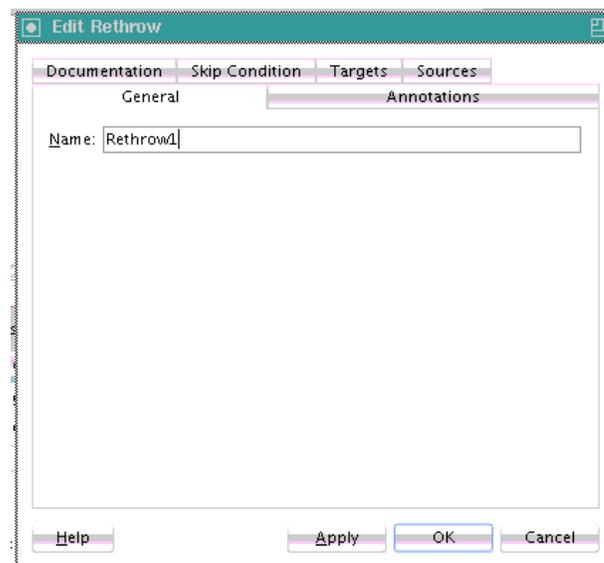 Edit Rethrow
Documentation Skip Condition Targets Sources
General Annotations
Name: Rethrow1
Help Apply OK Cancel